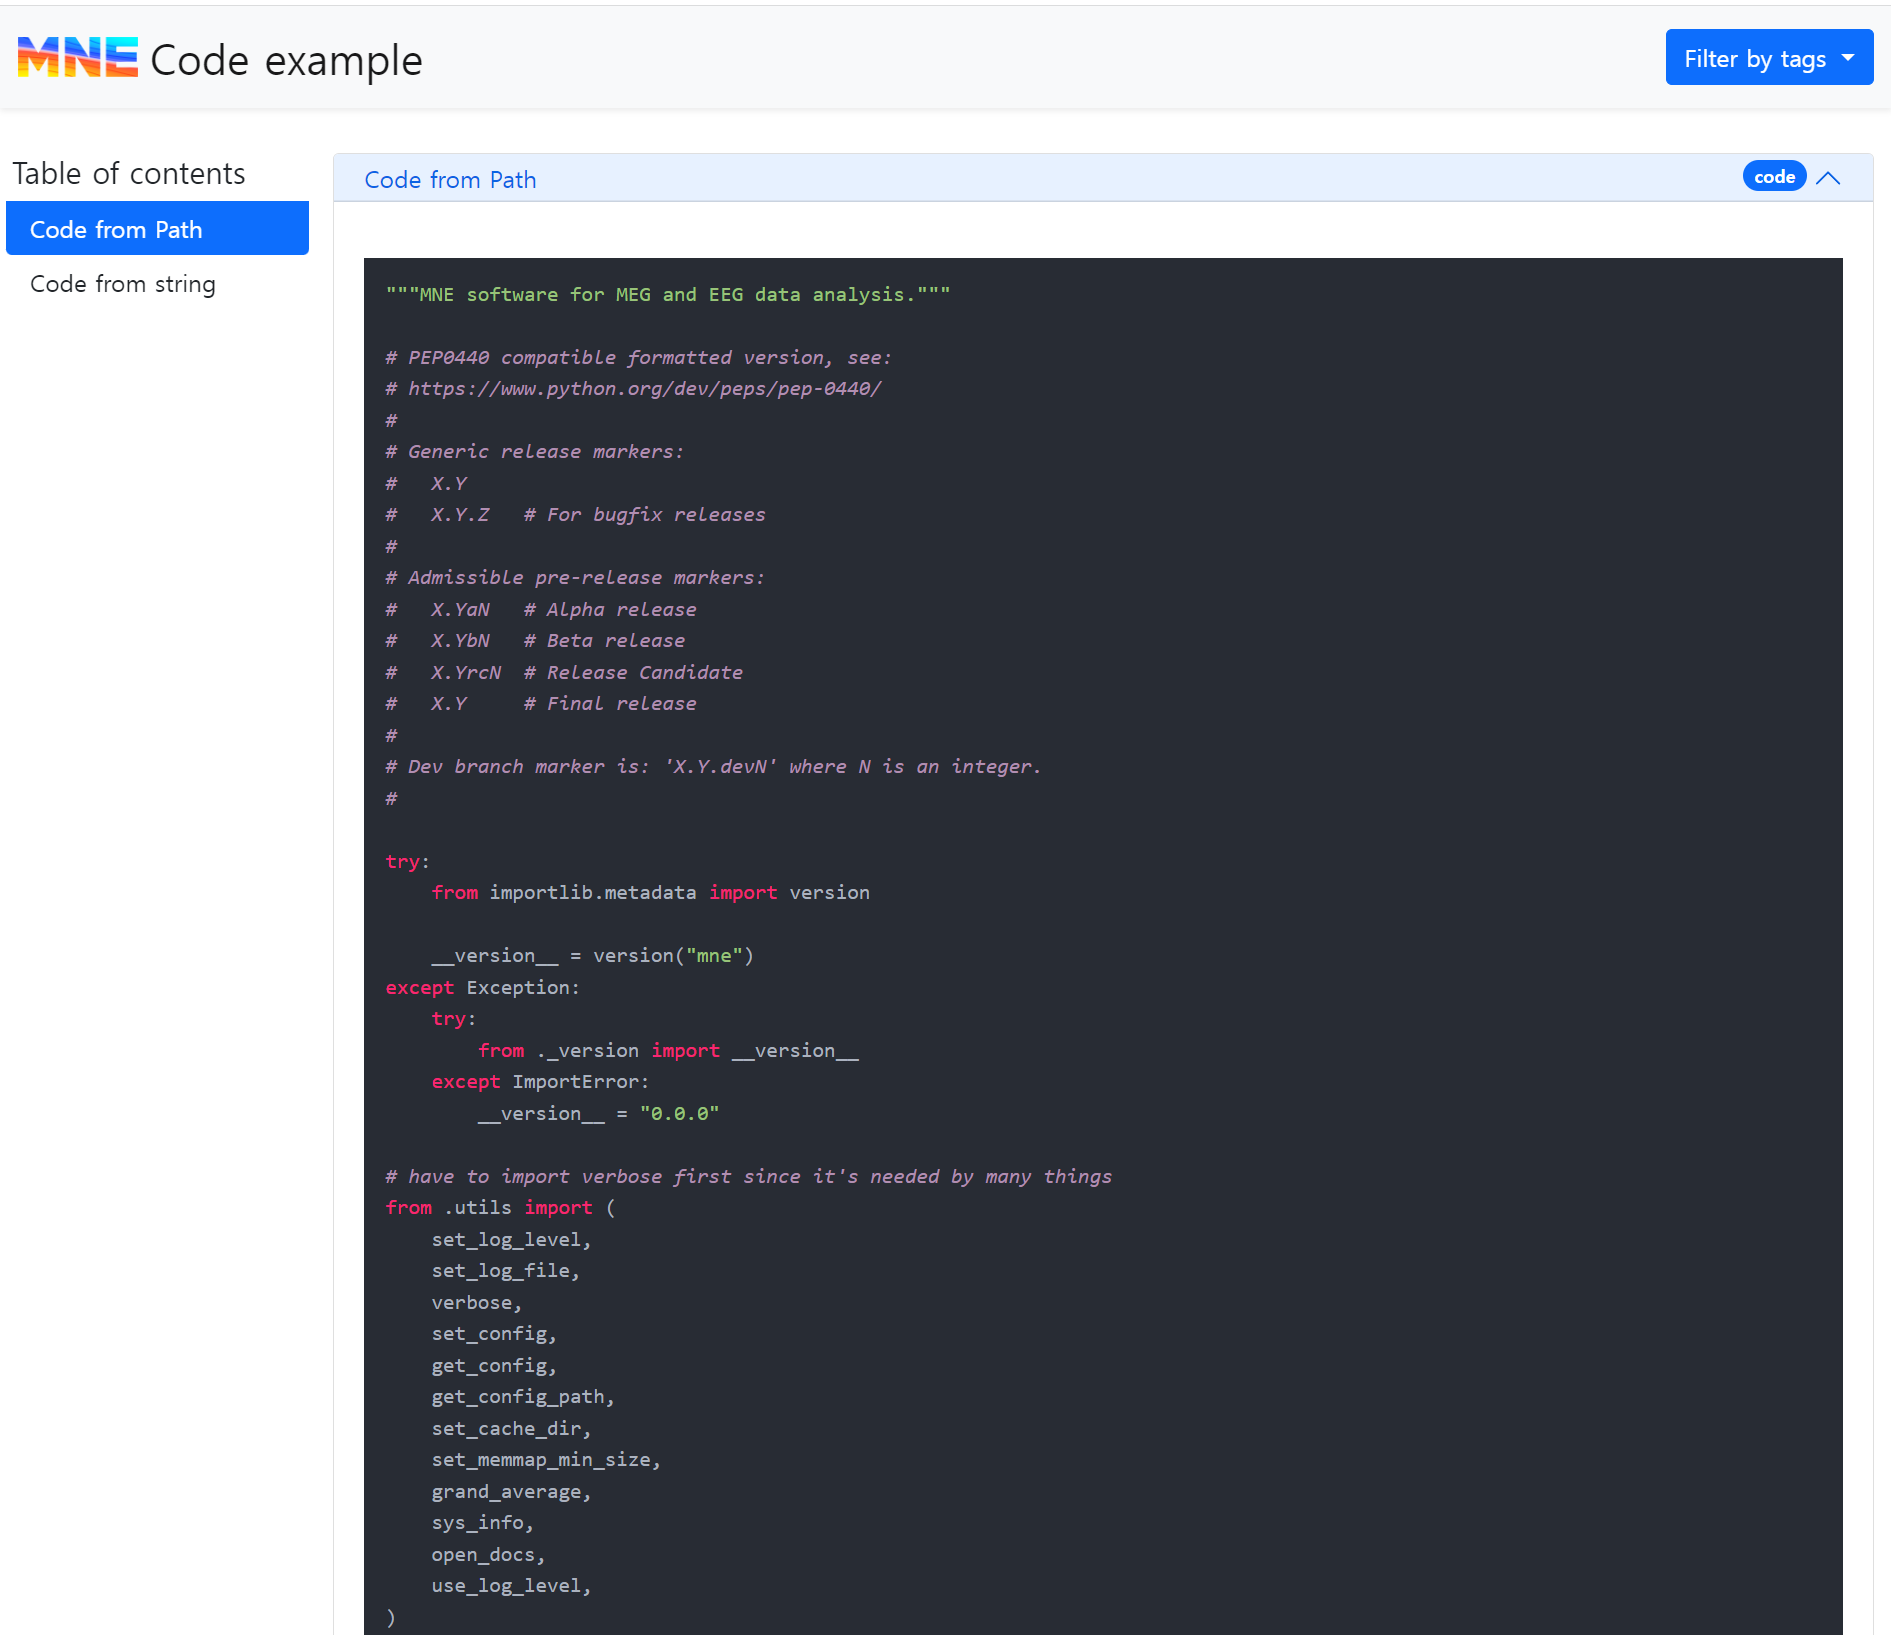 MNE Code example
Filter by tags
Table of contents
Code from Path
Code from string
Code from Path
code
"""MNE software for MEG and EEG data analysis."""

# PEP0440 compatible formatted version, see:
# https://www.python.org/dev/peps/pep-0440/
#
# Generic release markers:
#   X.Y
#   X.Y.Z   # For bugfix releases
#
# Admissible pre-release markers:
#   X.YaN   # Alpha release
#   X.YbN   # Beta release
#   X.YrcN  # Release Candidate
#   X.Y     # Final release
#
# Dev branch marker is: 'X.Y.devN' where N is an integer.
#

try:
    from importlib.metadata import version

    __version__ = version("mne")
except Exception:
    try:
        from ._version import __version__
    except ImportError:
        __version__ = "0.0.0"

# have to import verbose first since it's needed by many things
from .utils import (
    set_log_level,
    set_log_file,
    verbose,
    set_config,
    get_config,
    get_config_path,
    set_cache_dir,
    set_memmap_min_size,
    grand_average,
    sys_info,
    open_docs,
    use_log_level,
)